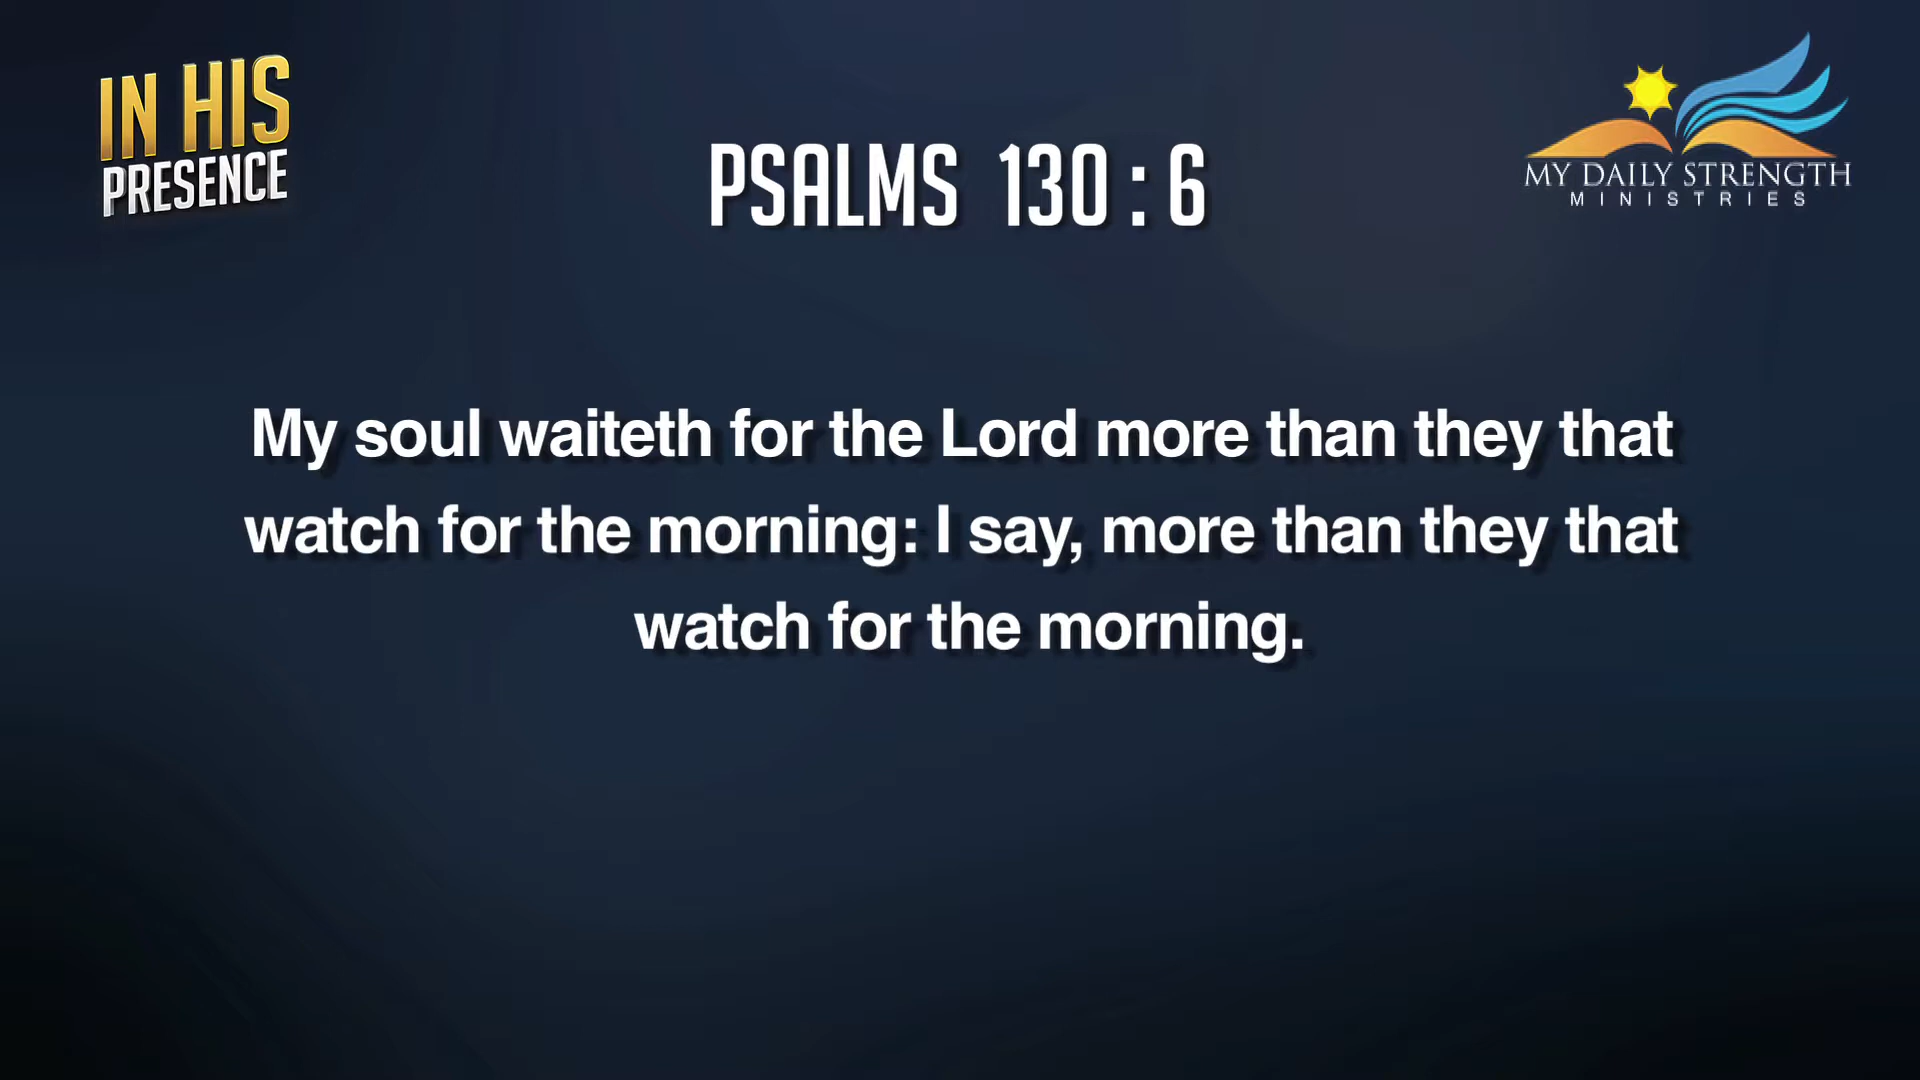 IN HIS
PRESENCE
PSALMS 130 : 6
MY DAILY STRENGTH
MINISTRIES
My soul waiteth for the Lord more than they that
watch for the morning: I say, more than they that
watch for the morning.